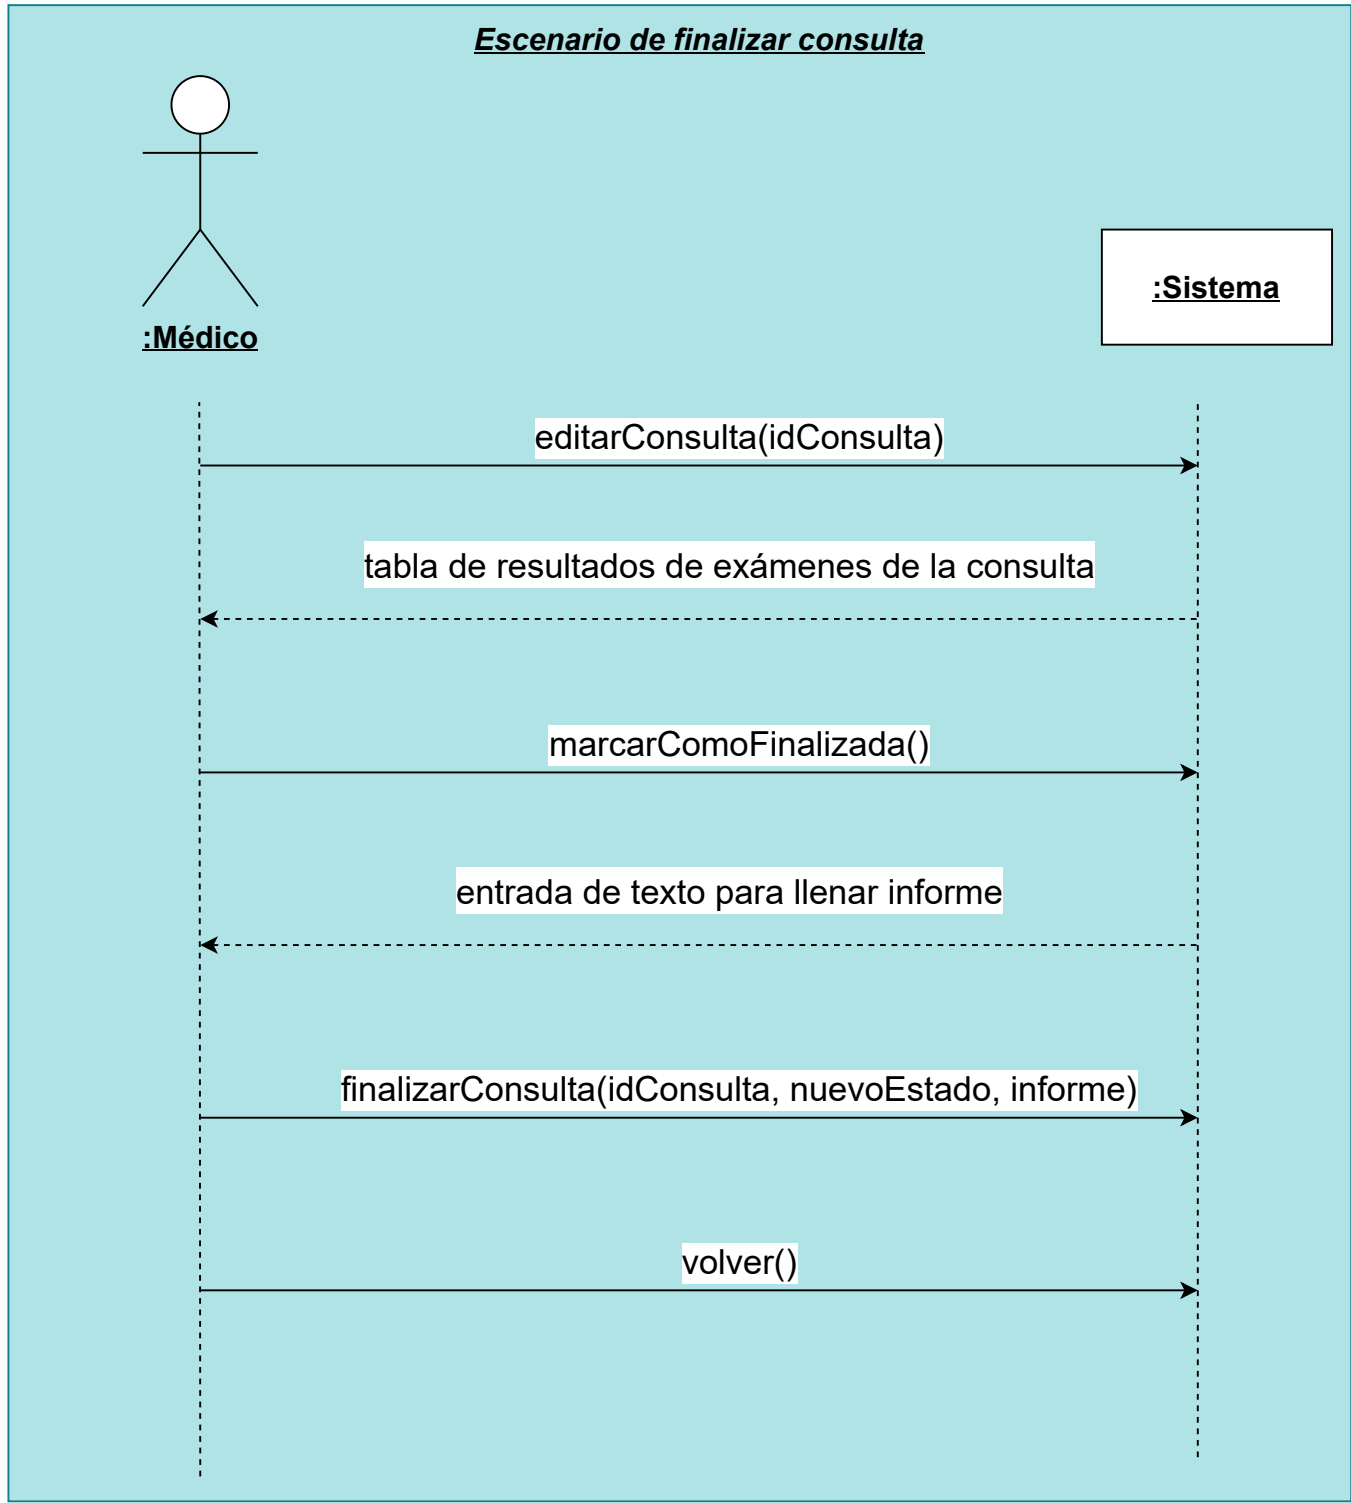 Escenario de finalizar consulta
:Sistema
:Médico
editarConsulta(idConsulta)
tabla de resultados de exámenes de la consulta
marcarComoFinalizada()
entrada de texto para llenar informe
finalizarConsulta(idConsulta, nuevoEstado, informe)
volver()